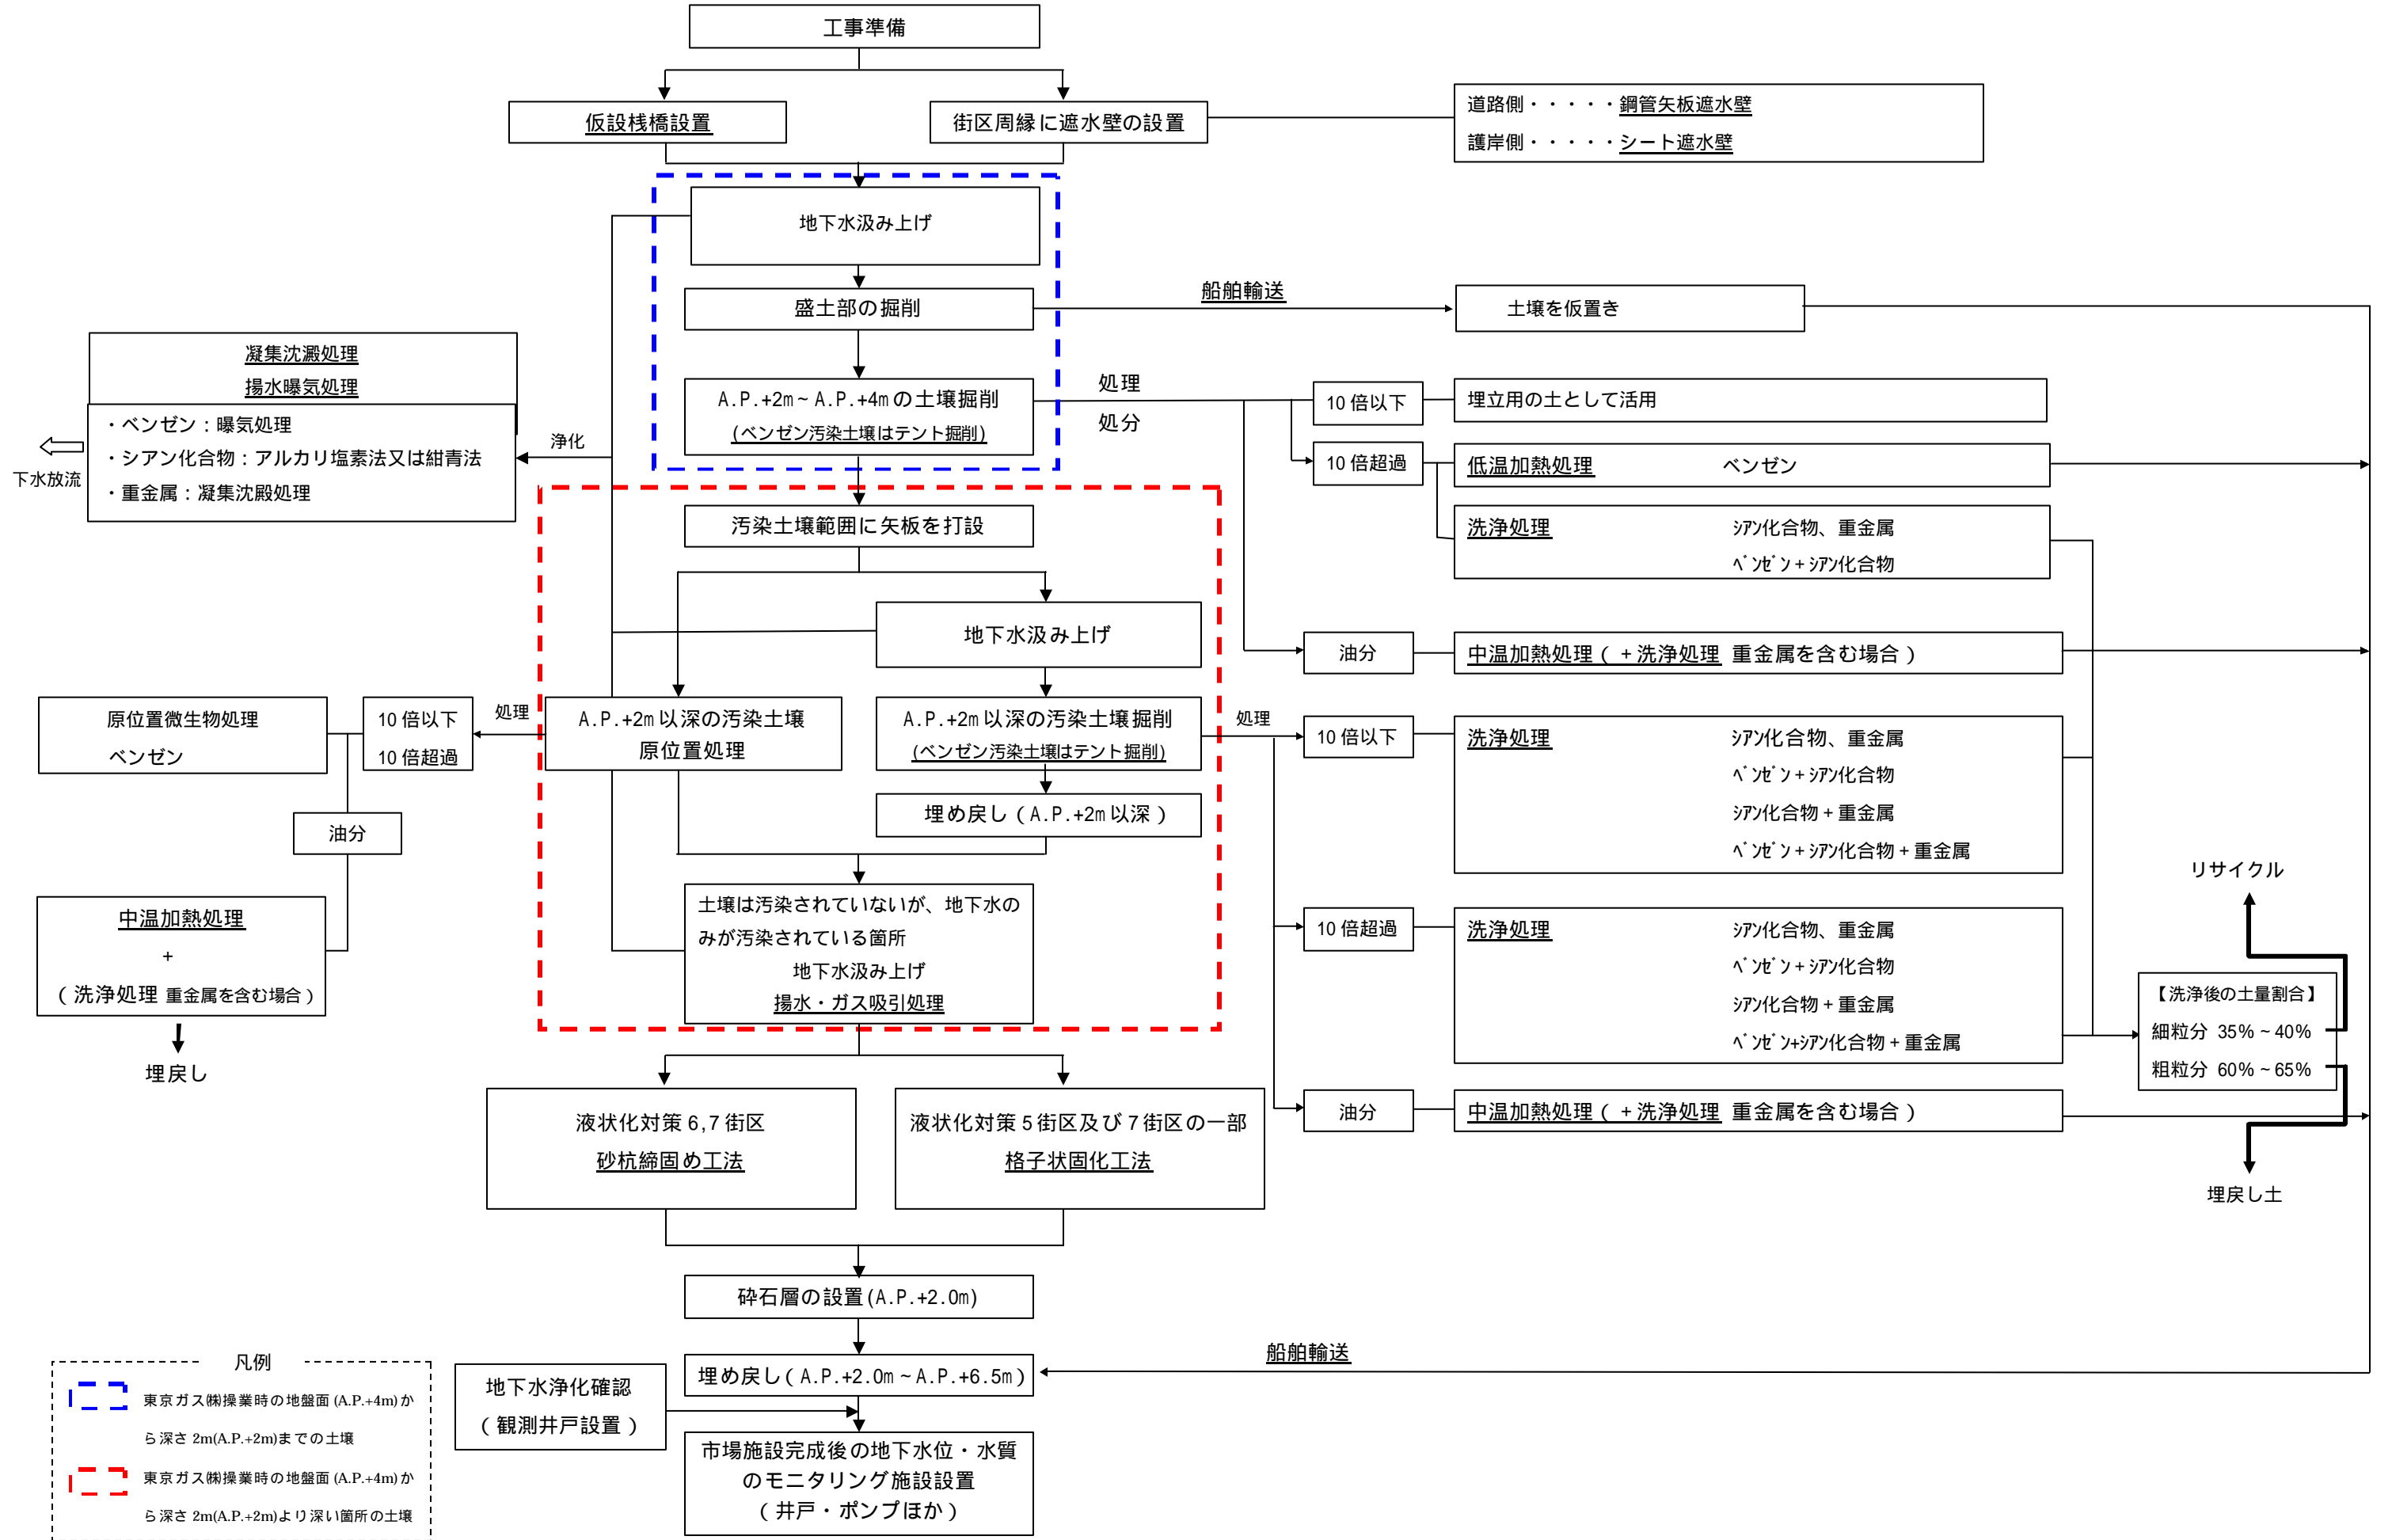 工事準備
仮設桟橋設置
街区周縁に遮水壁の設置
道路側・・・・・鋼管矢板遮水壁
護岸側・・・・・シート遮水壁
地下水汲み上げ
盛土部の掘削
船舶輸送
土壌を仮置き
A.P.+2m~A.P.+4mの土壌掘削
(ベンゼン汚染土壌はテント掘削)
処理
処分
10倍以下
埋立用の土として活用
10倍超過
低温加熱処理 ベンゼン
洗浄処理 ｼｱﾝ化合物、重金属
ﾍﾞﾝｾﾞﾝ+ｼｱﾝ化合物
油分
中温加熱処理(+洗浄処理 重金属を含む場合)
凝集沈澱処理
揚水曝気処理
・ベンゼン:曝気処理
・シアン化合物:アルカリ塩素法又は紺青法
・重金属:凝集沈殿処理
浄化
下水放流
汚染土壌範囲に矢板を打設
地下水汲み上げ
A.P.+2m以深の汚染土壌
原位置処理
A.P.+2m以深の汚染土壌掘削
(ベンゼン汚染土壌はテント掘削)
埋め戻し(A.P.+2m以深)
処理
10倍以下
10倍超過
原位置微生物処理
ベンゼン
油分
中温加熱処理
+
(洗浄処理 重金属を含む場合)
埋戻し
処理
10倍以下
洗浄処理 ｼｱﾝ化合物、重金属
ﾍﾞﾝｾﾞﾝ+ｼｱﾝ化合物
ｼｱﾝ化合物+重金属
ﾍﾞﾝｾﾞﾝ+ｼｱﾝ化合物+重金属
10倍超過
洗浄処理 ｼｱﾝ化合物、重金属
ﾍﾞﾝｾﾞﾝ+ｼｱﾝ化合物
ｼｱﾝ化合物+重金属
ﾍﾞﾝｾﾞﾝ+ｼｱﾝ化合物+重金属
油分
中温加熱処理(+洗浄処理 重金属を含む場合)
リサイクル
【洗浄後の土量割合】
細粒分 35%~40%
粗粒分 60%~65%
埋戻し土
土壌は汚染されていないが、地下水の
みが汚染されている箇所
地下水汲み上げ
揚水・ガス吸引処理
液状化対策6,7街区
砂杭締固め工法
液状化対策5街区及び7街区の一部
格子状固化工法
砕石層の設置(A.P.+2.0m)
埋め戻し(A.P.+2.0m~A.P.+6.5m)
船舶輸送
地下水浄化確認
(観測井戸設置)
市場施設完成後の地下水位・水質
のモニタリング施設設置
(井戸・ポンプほか)
凡例
東京ガス㈱操業時の地盤面(A.P.+4m)か
ら深さ2m(A.P.+2m)までの土壌
東京ガス㈱操業時の地盤面(A.P.+4m)か
ら深さ2m(A.P.+2m)より深い箇所の土壌